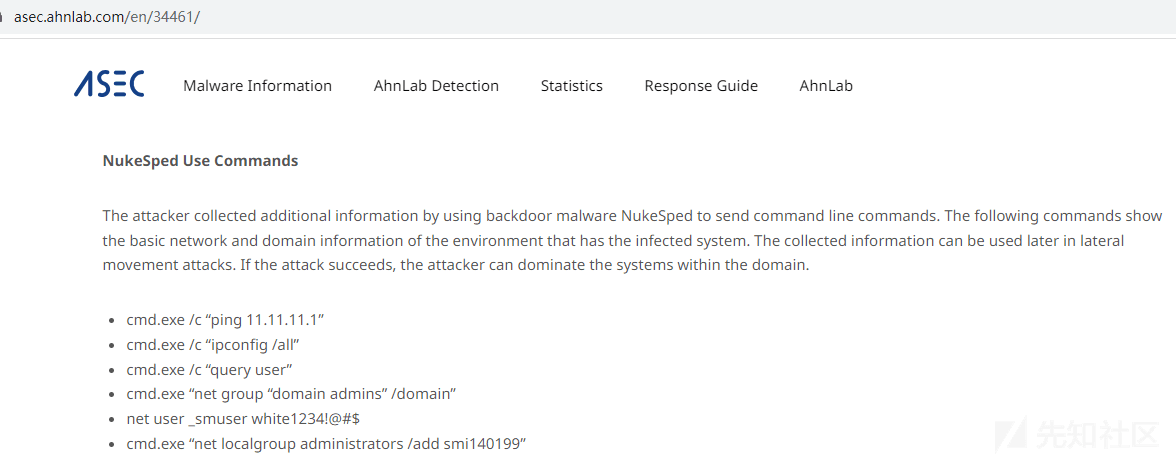 asec.ahnlab.com/en/34461/
ASEC Malware Information AhnLab Detection Statistics Response Guide AhnLab
NukeSped Use Commands
The attacker collected additional information by using backdoor malware NukeSped to send command line commands. The following commands show
the basic network and domain information of the environment that has the infected system. The collected information can be used later in lateral
movement attacks. If the attack succeeds, the attacker can dominate the systems within the domain.
• cmd.exe /c “ping 11.11.11.1”
• cmd.exe /c “ipconfig /all”
• cmd.exe /c “query user”
• cmd.exe “net group “domain admins” /domain”
• net user _smuser white1234!@#$
• cmd.exe “net localgroup administrators /add smi140199”
先知社区